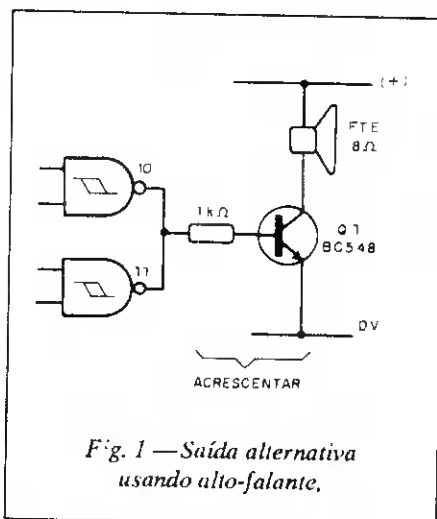 (+)
FTE
8Ω
10
1kΩ
Q1
BC548
11
0V
ACRESCENTAR
Fig. 1 —Saída alternativa
usando alto-falante,